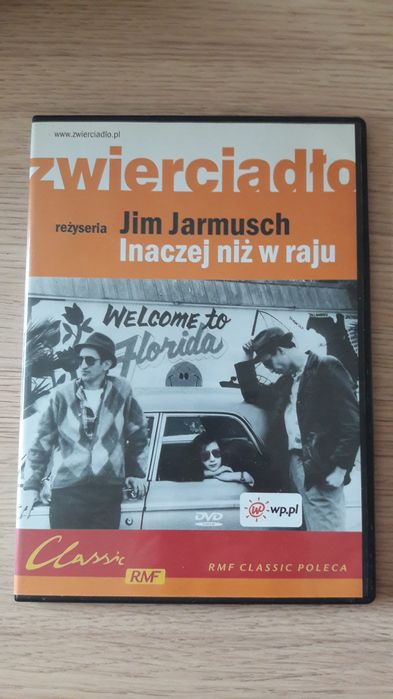 www.zwierciadlo.pl
zwierciadło
reżyseria Jim Jarmusch
Inaczej niż w raju
WELCOME to
Florida
DVD
wp.pl
Classic
RMF
RMF CLASSIC POLECA